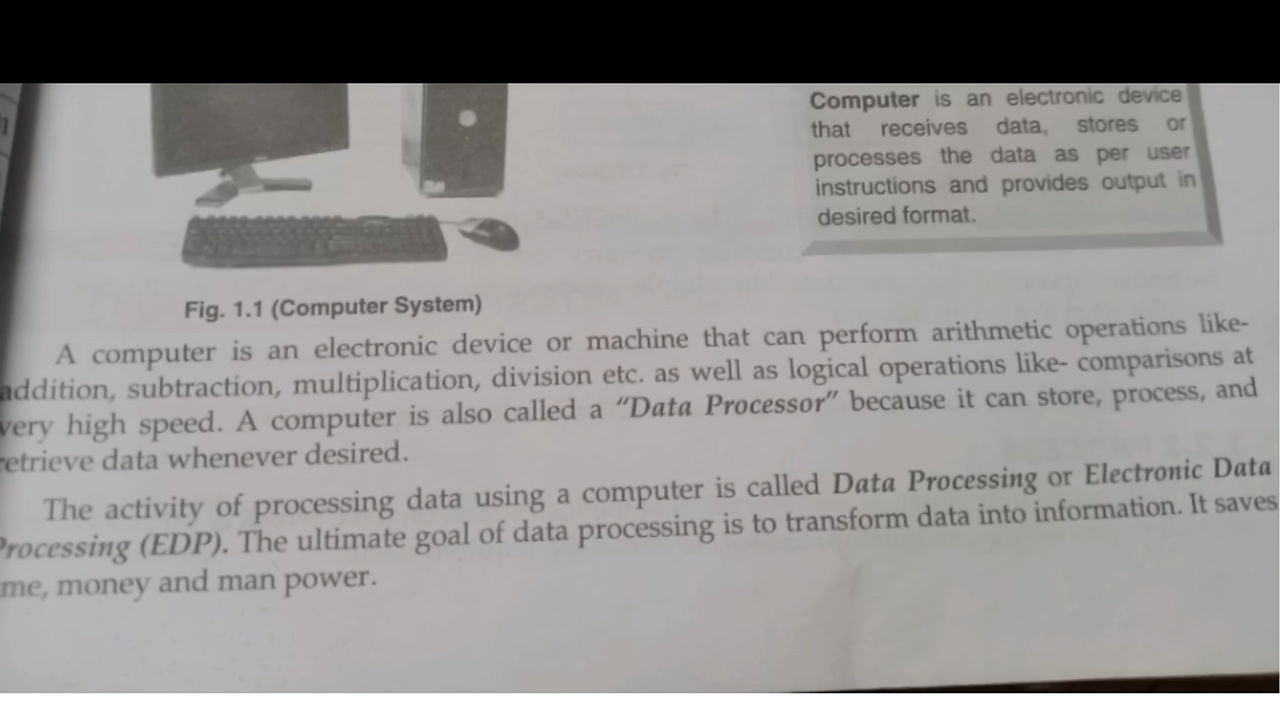 Computer is an electronic device
that receives data, stores or
processes the data as per user
instructions and provides output in
desired format.
Fig. 1.1 (Computer System)
A computer is an electronic device or machine that can perform arithmetic operations like-
addition, subtraction, multiplication, division etc. as well as logical operations like- comparisons at
very high speed. A computer is also called a "Data Processor" because it can store, process, and
retrieve data whenever desired.
The activity of processing data using a computer is called Data Processing or Electronic Data
Processing (EDP). The ultimate goal of data processing is to transform data into information. It saves
me, money and man power.